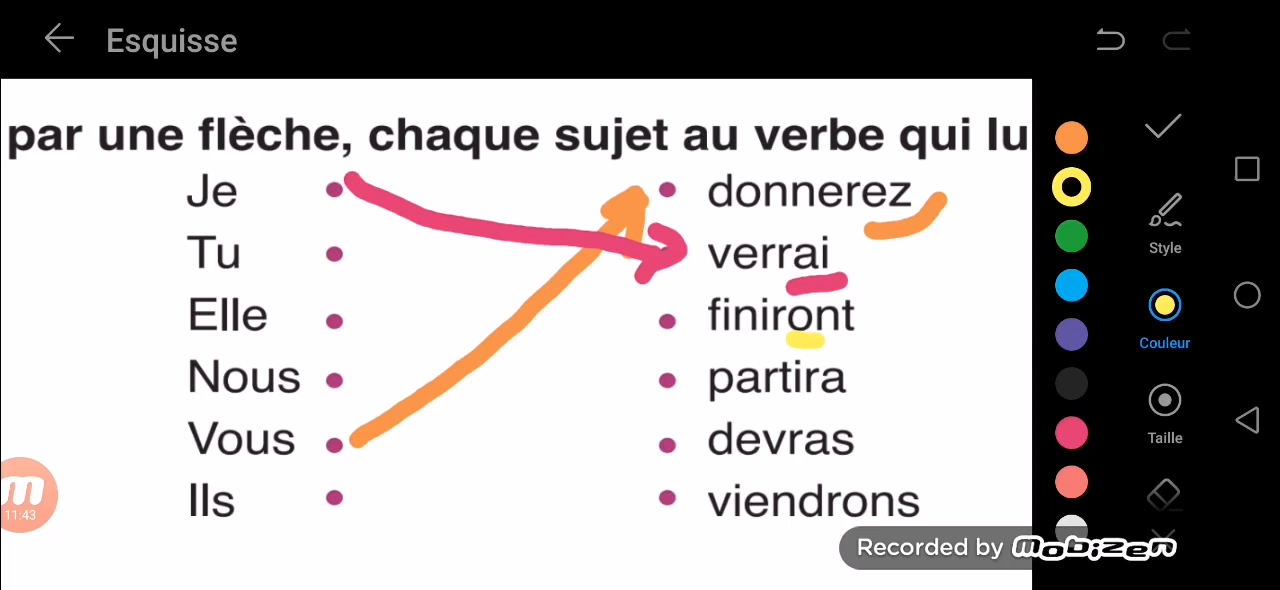 Esquisse
par une flèche, chaque sujet au verbe qui lu
Je donnerez
Tu verrai
Elle finiront
Nous partira
Vous devras
Ils viendrons
Style
Couleur
Taille
m
11:43
Recorded by mobizen